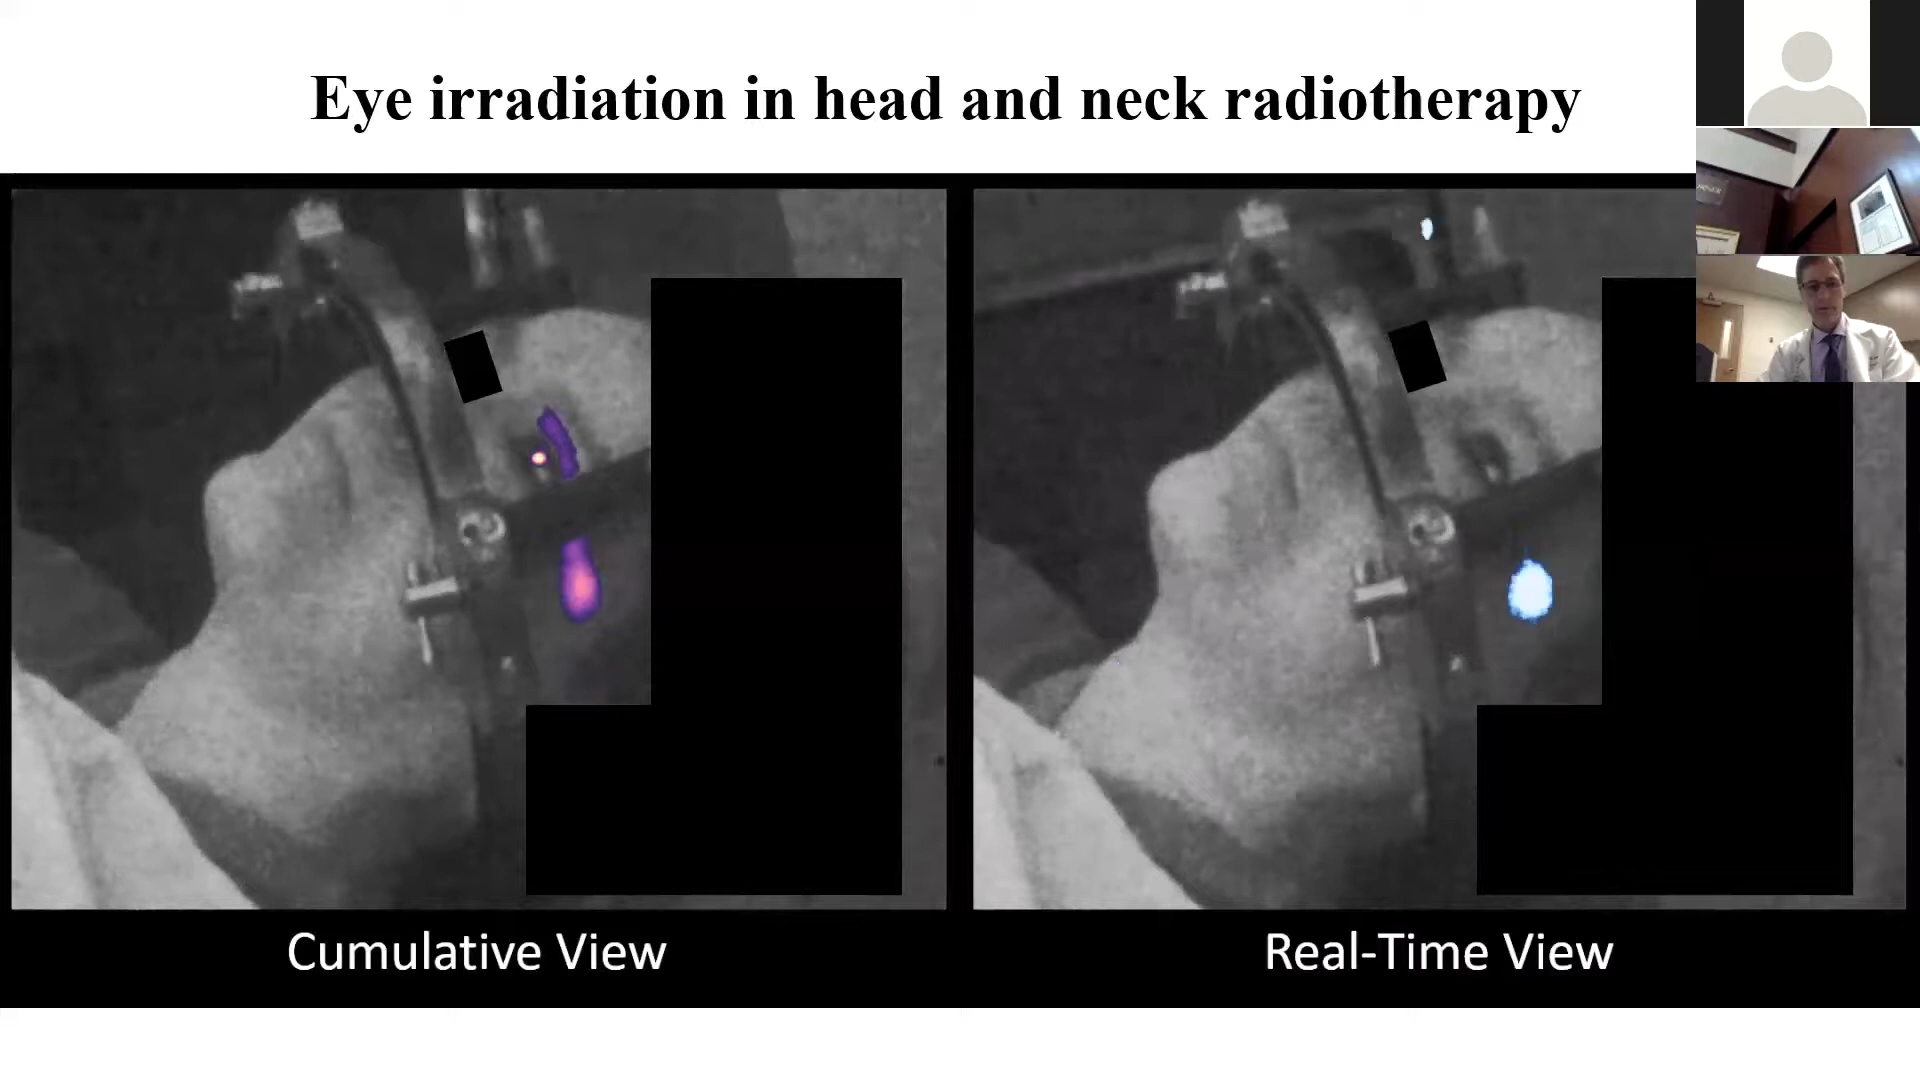 Eye irradiation in head and neck radiotherapy
Cumulative View
Real-Time View